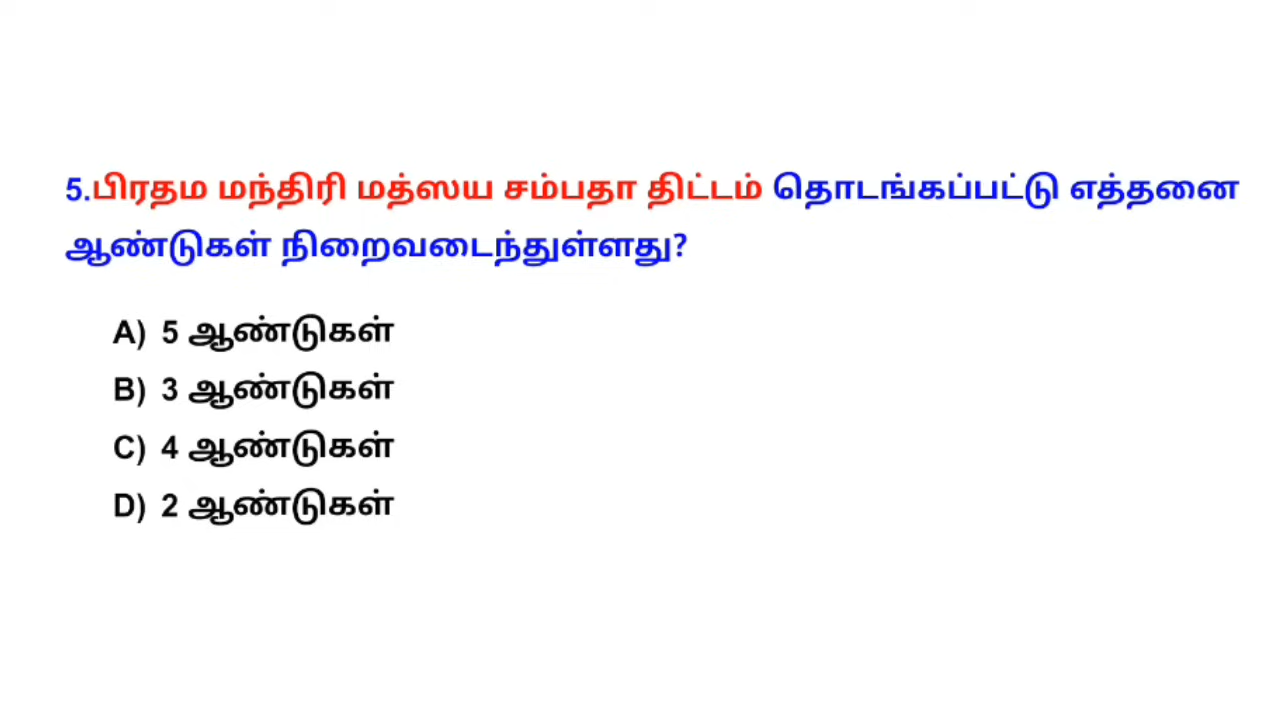 5.பிரதம மந்திரி மத்ஸய சம்பதா திட்டம் தொடங்கப்பட்டு எத்தனை
ஆண்டுகள் நிறைவடைந்துள்ளது?
A) 5 ஆண்டுகள்
B) 3 ஆண்டுகள்
C) 4 ஆண்டுகள்
D) 2 ஆண்டுகள்